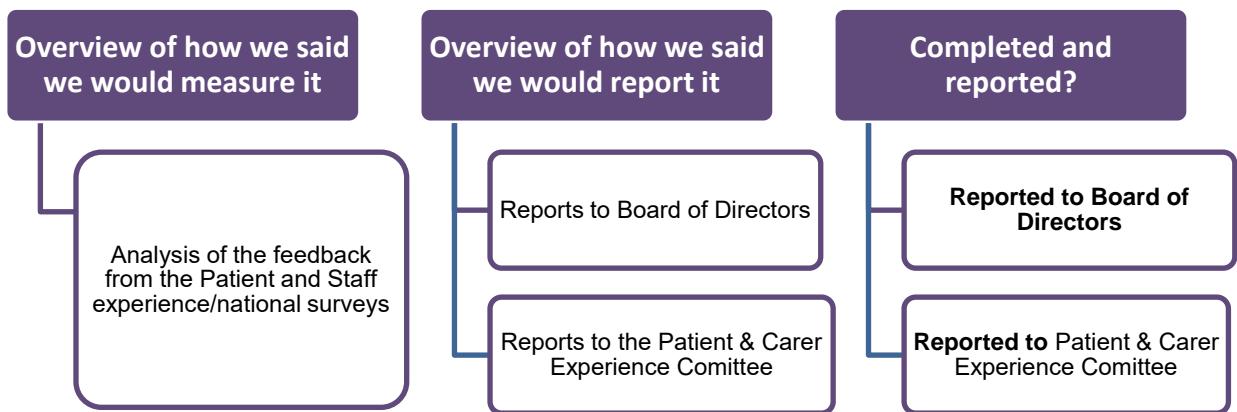 Overview of how we said
we would measure it
Analysis of the feedback
from the Patient and Staff
experience/national surveys
Overview of how we said
we would report it
Reports to Board of Directors
Reports to the Patient & Carer
Experience Comittee
Completed and
reported?
Reported to Board of
Directors
Reported to Patient & Carer
Experience Comittee